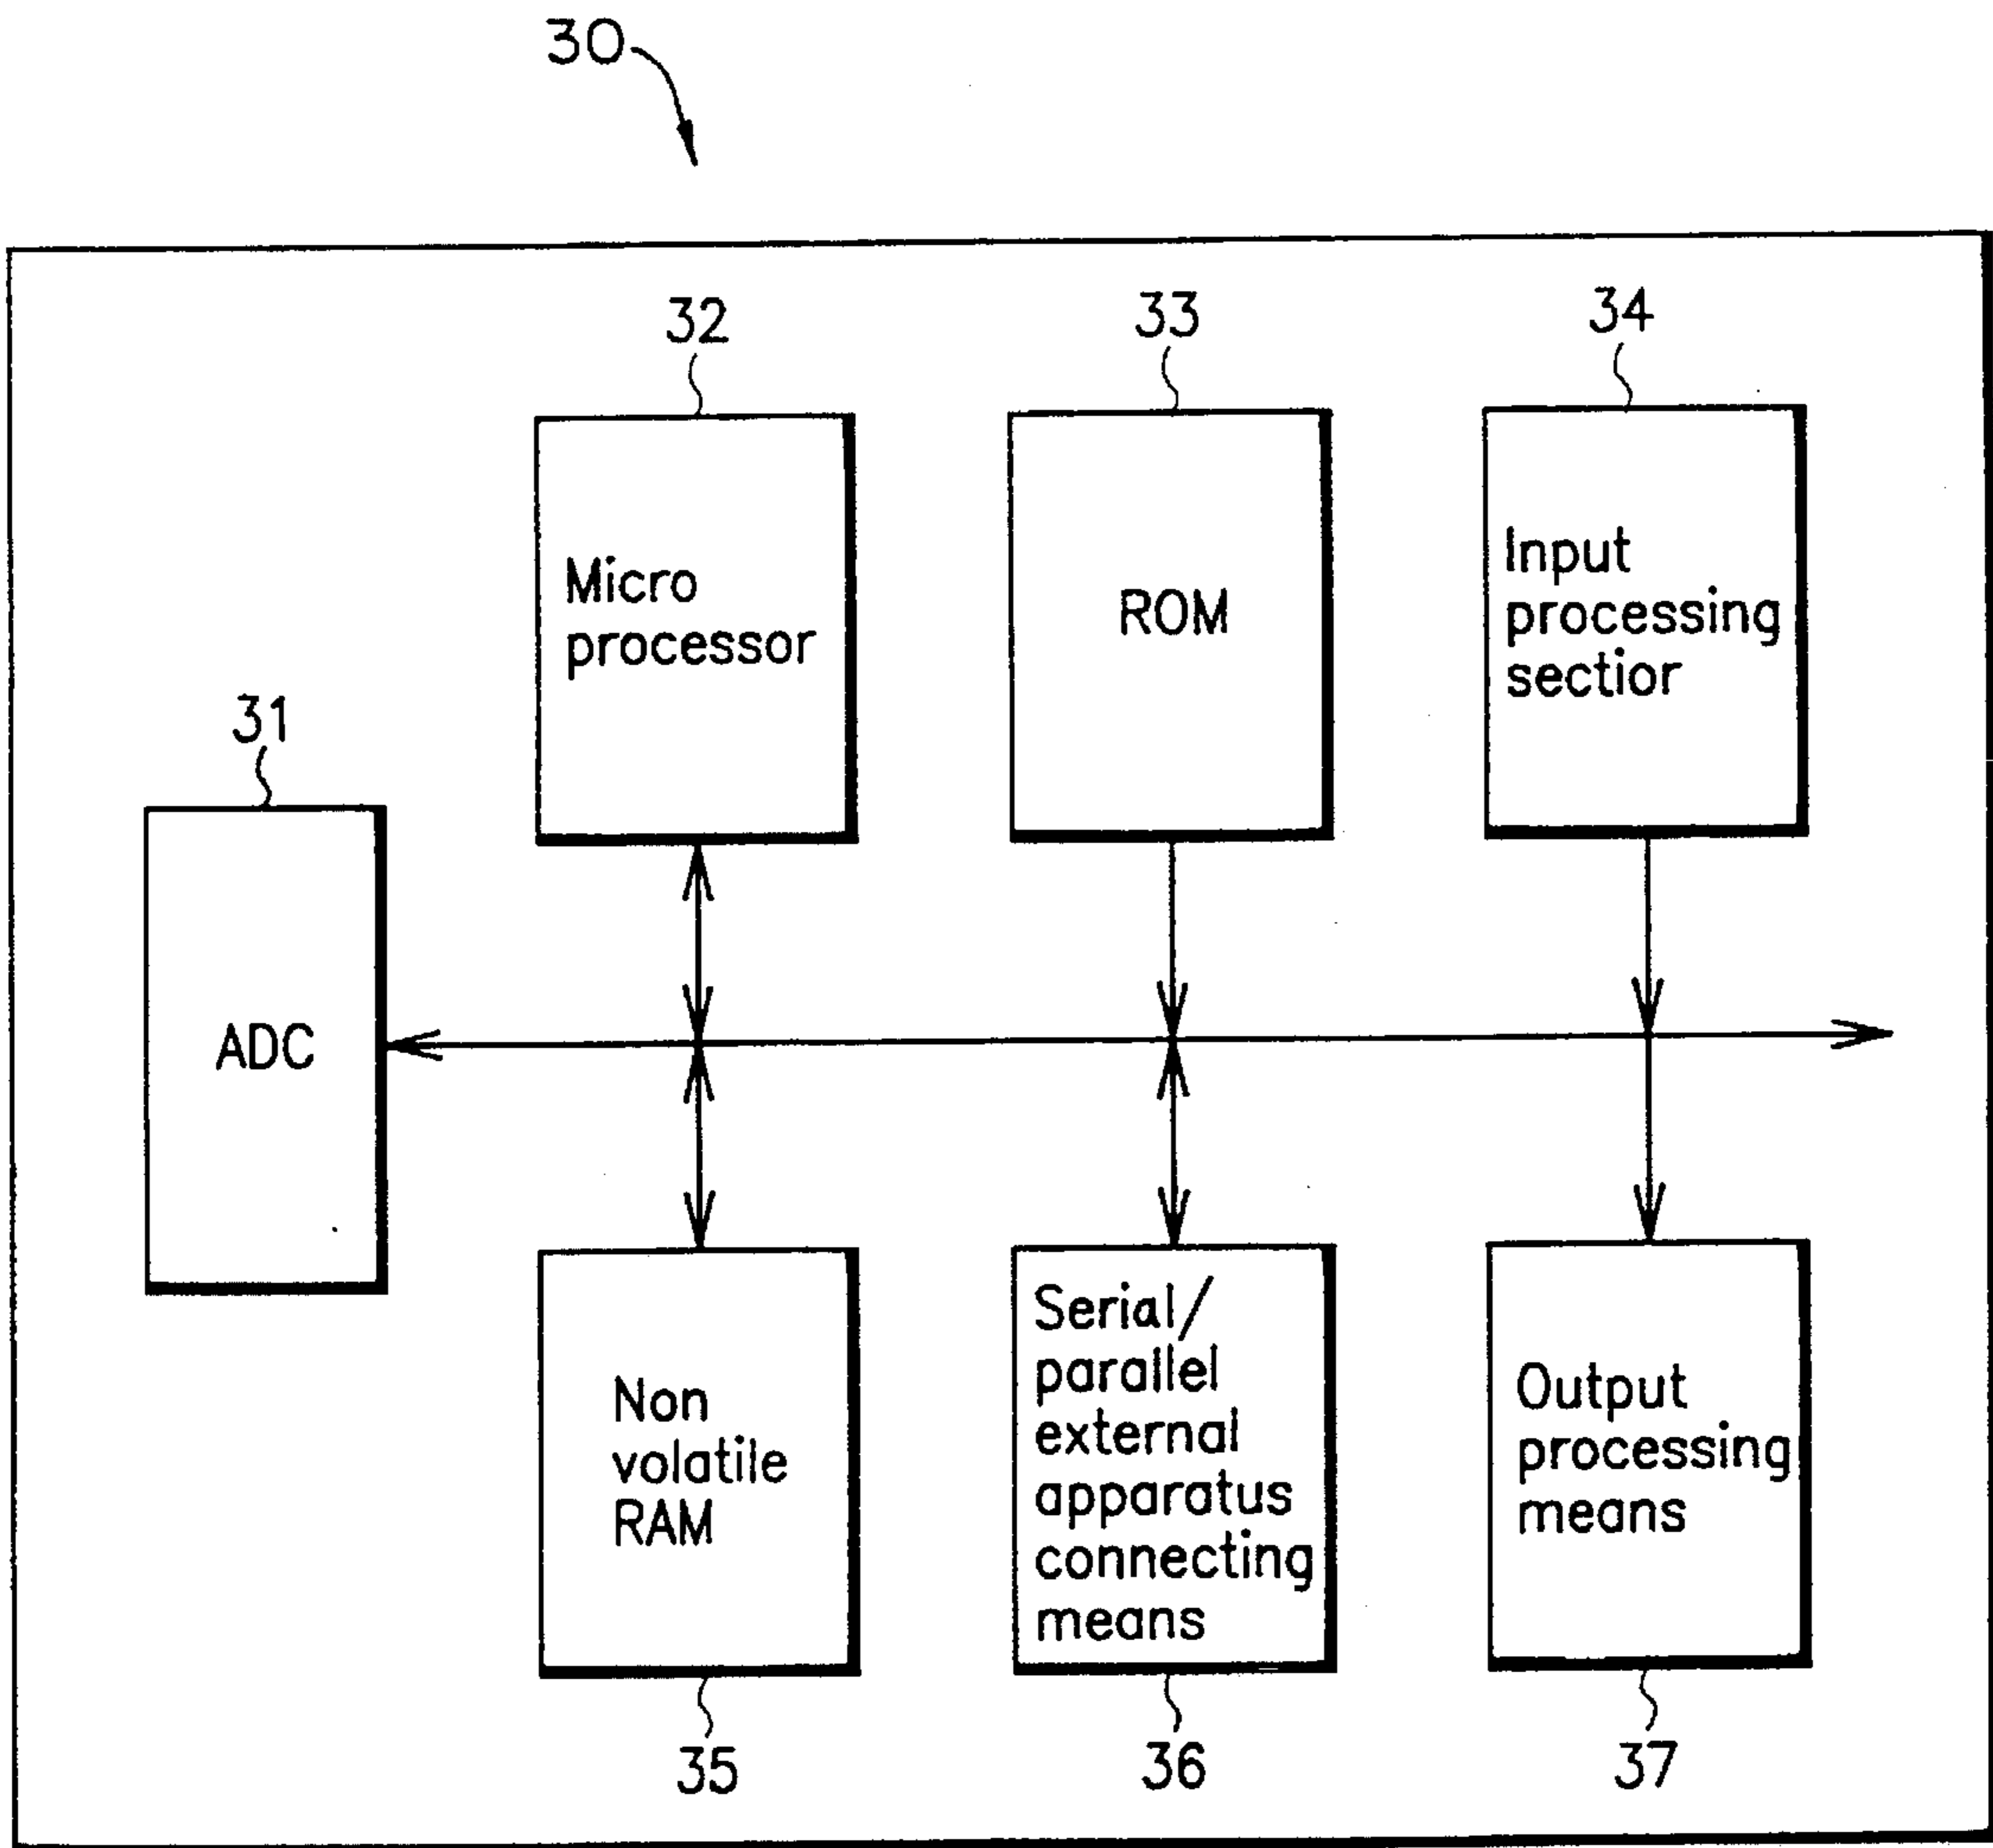 30
32
33
34
Micro
processor
ROM
Input
processing
sectior
31
ADC
Non
volatile
RAM
Serial/
parallel
external
apparatus
connecting
means
Output
processing
means
35
36
37